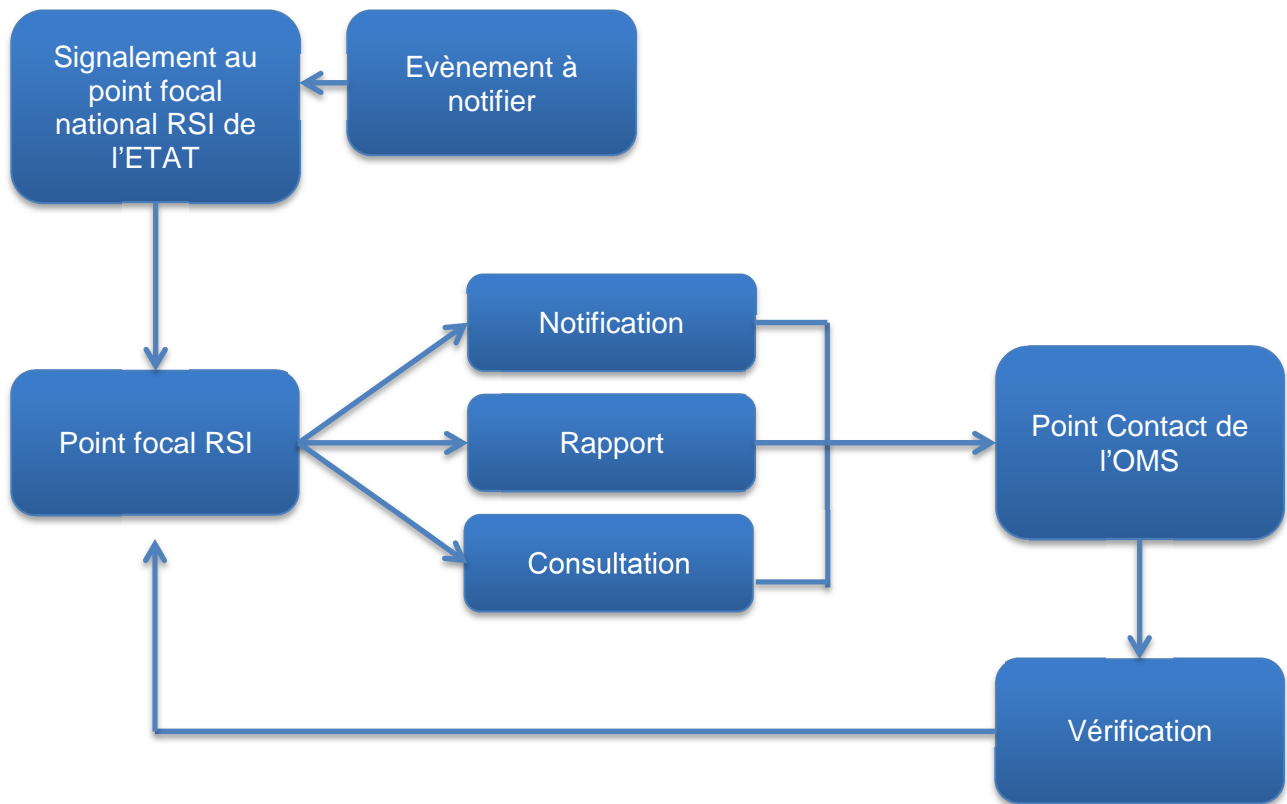 Signalement au
point focal
national RSI de
l'ETAT
Evènement à
notifier
Notification
Point focal RSI
Rapport
Point Contact de
l'OMS
Consultation
Vérification